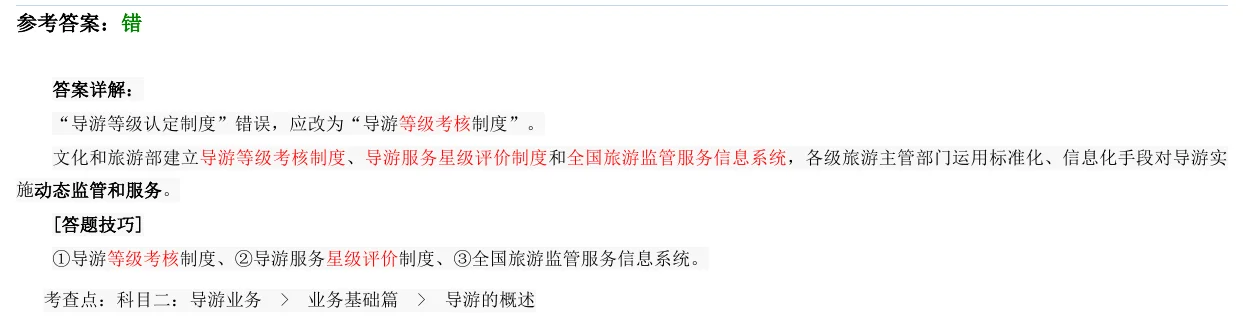 参考答案：错
答案详解：
“导游等级认定制度”错误，应改为“导游等级考核制度”。
文化和旅游部建立导游等级考核制度、导游服务星级评价制度和全国旅游监管服务信息系统，各级旅游主管部门运用标准化、信息化手段对导游实
施动态监管和服务。
[答题技巧]
①导游等级考核制度、②导游服务星级评价制度、③全国旅游监管服务信息系统。
考查点：科目二：导游业务 > 业务基础篇 > 导游的概述